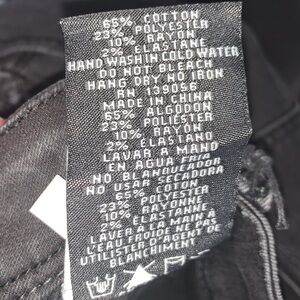 65% COTTON
23% POLYESTER
10% RAYON
2% ELASTANE
HAND WASH IN COLD WATER
DO NOT BLEACH
HANG DRY NO IRON
RN 139056
MADE IN CHINA
65% ALGODON
23% POLIESTER
10% RAYON
2% ELASTANO
LAVAR A MANO
EN AGUA FRIA
NO BLANQUEADOR
NO USAR SECADORA
65% COTON
23% POLYESTER
10% RAYONNE
2% ELASTANNE
LAVER A LA MAIN A
L'EAU FROIDE NE PAS
UTILISER D'AGENT DE
BLANCHIMENT